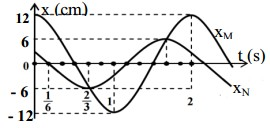 x (cm)
12
x_M
6
t(s)
0
- 6
1/6
2/3
1
2
x_N
- 12